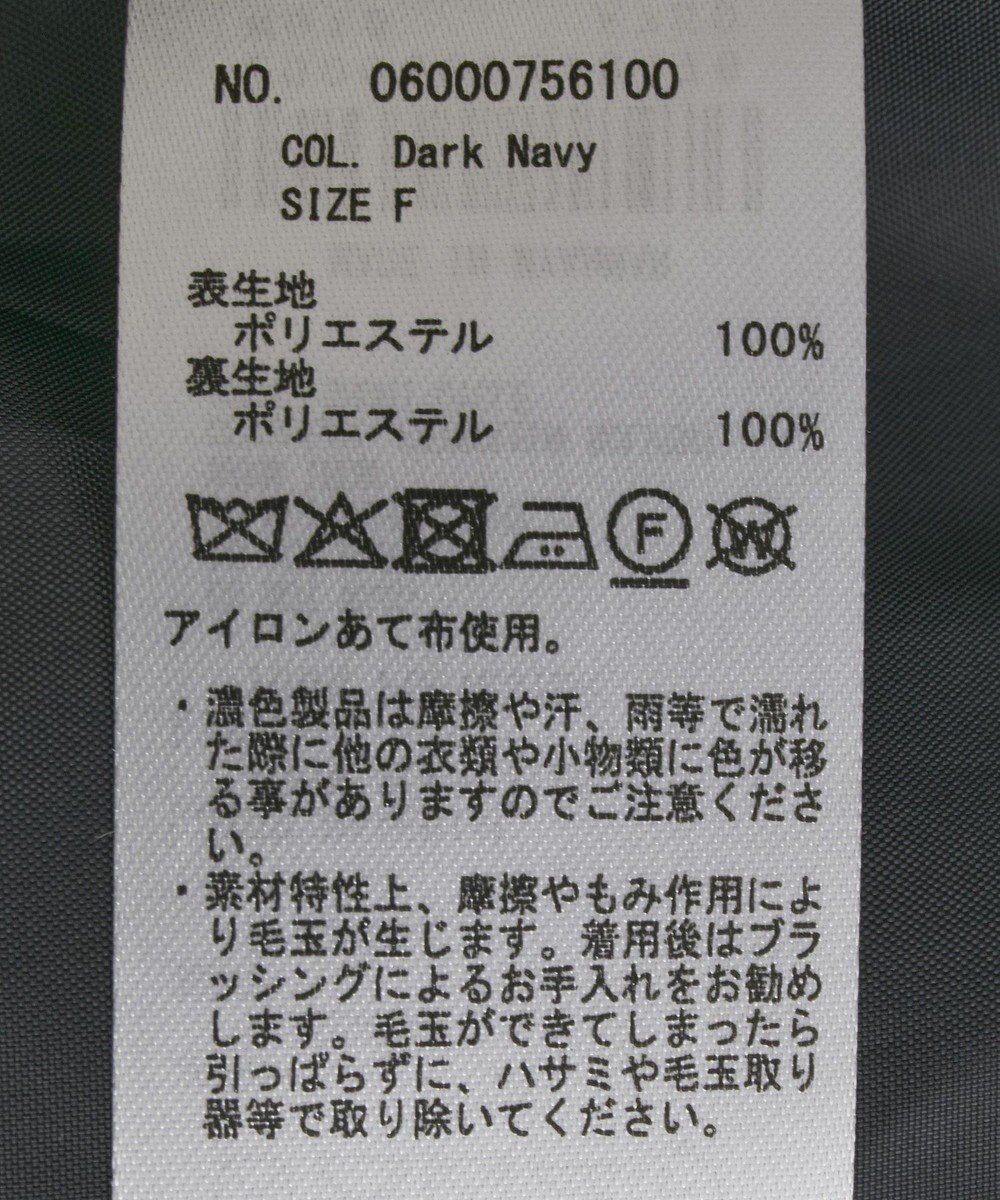 NO. 06000756100
COL. Dark Navy
SIZE F
表生地
ポリエステル 100%
裏生地
ポリエステル 100%
F W
アイロンあて布使用。
・濃色製品は摩擦や汗、雨等で濡れ
た際に他の衣類や小物類に色が移
る事がありますのでご注意くださ
い。
・素材特性上、摩擦やもみ作用によ
り毛玉が生じます。着用後はブラ
ッシングによるお手入れをお勧め
します。毛玉ができてしまったら
引っぱらずに、ハサミや毛玉取り
器等で取り除いてください。